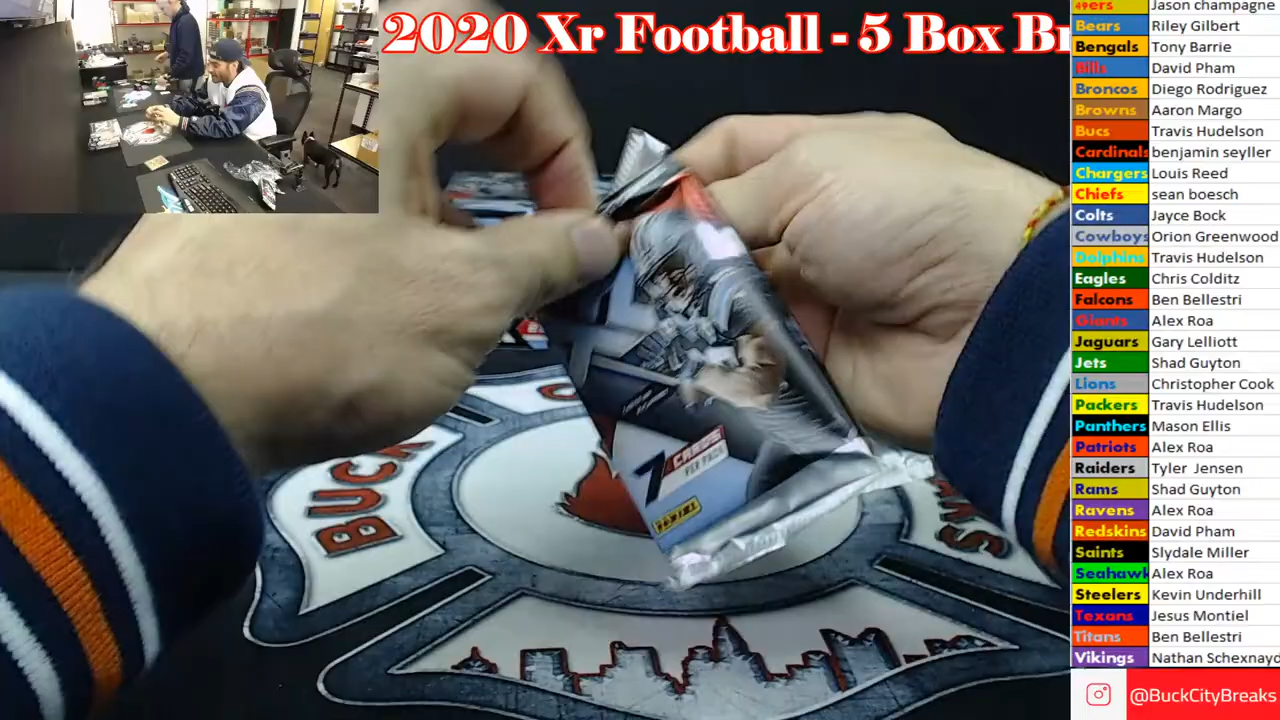 2020 Xr Football - 5 Box Br
49ers Jason champagne
Bears Riley Gilbert
Bengals Tony Barrie
Bills David Pham
Broncos Diego Rodriguez
Browns Aaron Margo
Bucs Travis Hudelson
Cardinals benjamin seyller
Chargers Louis Reed
Chiefs sean boesch
Colts Jayce Bock
Cowboys Orion Greenwood
Dolphins Travis Hudelson
Eagles Chris Colditz
Falcons Ben Bellestri
Giants Alex Roa
Jaguars Gary Lelliott
Jets Shad Guyton
Lions Christopher Cook
Packers Travis Hudelson
Panthers Mason Ellis
Patriots Alex Roa
Raiders Tyler Jensen
Rams Shad Guyton
Ravens Alex Roa
Redskins David Pham
Saints Slydale Miller
Seahawk Alex Roa
Steelers Kevin Underhill
Texans Jesus Montiel
Titans Ben Bellestri
Vikings Nathan Schexnayd
@BuckCityBreaks
7 CARDS
PER PACK
PANINI
BUCK